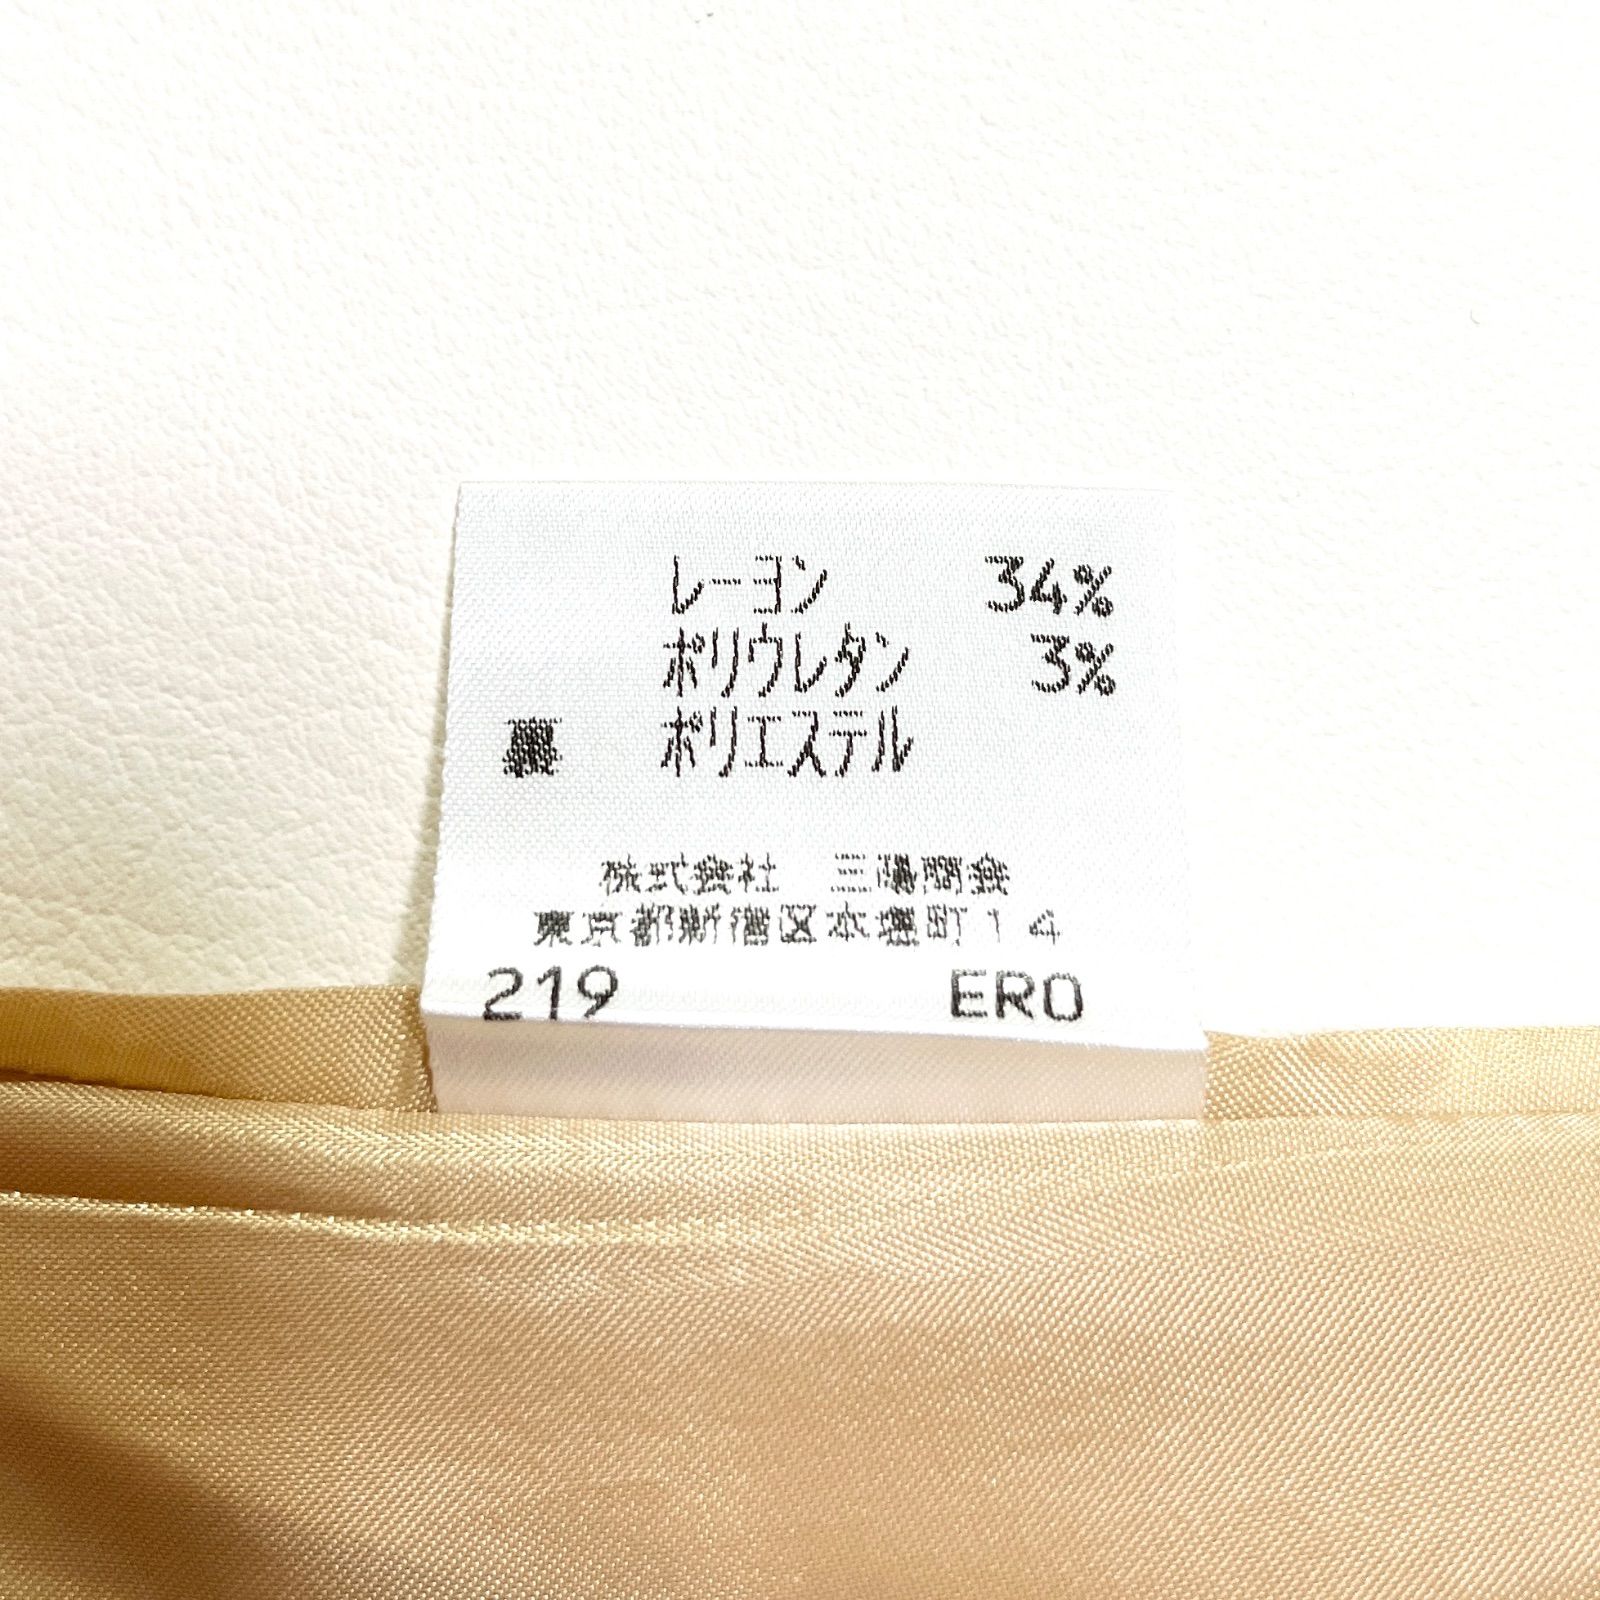 レーヨン 34%
ポリウレタン 3%
裏 ポリエステル
株式会社 三陽商会
東京都新宿区本塩町14
219 ERO